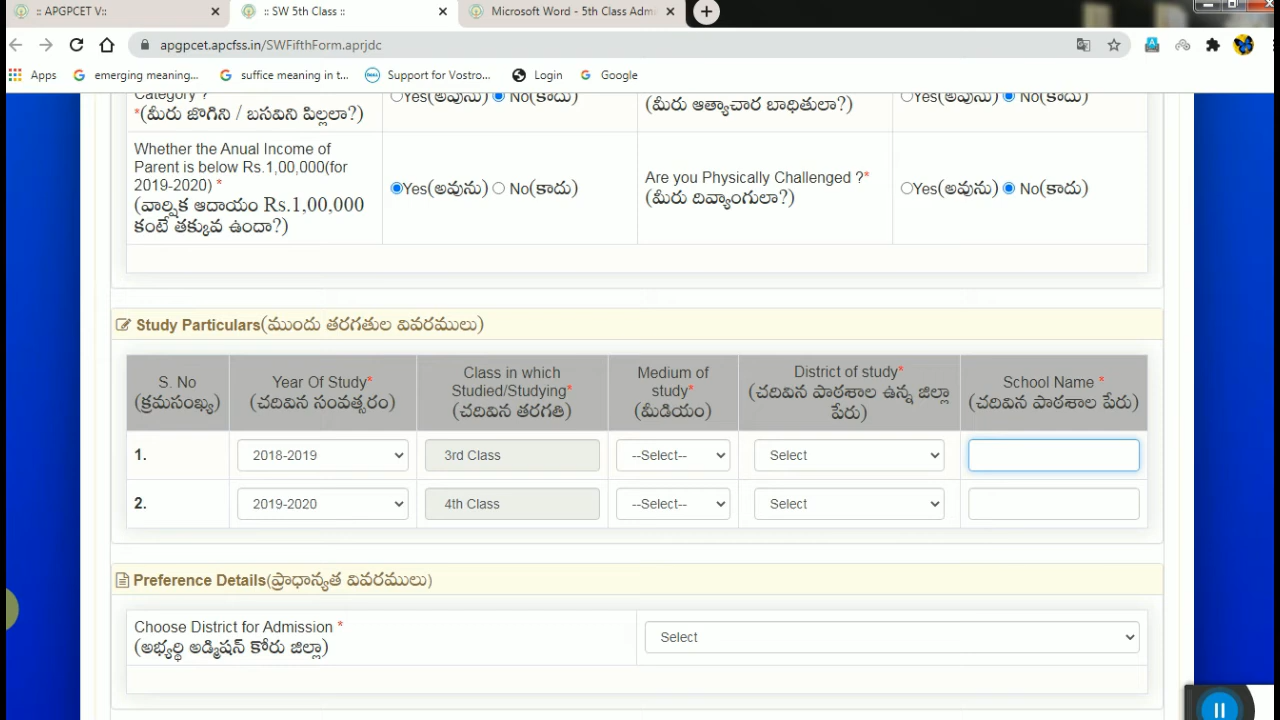 :: APGPCET V::
:: SW 5th Class ::
Microsoft Word - 5th Class Adm
apgpcet.apcfss.in/SWFifthForm.aprjdc
Apps
emerging meaning...
suffice meaning in t...
Support for Vostro...
Login
Google
Category ?
*(మీరు జోగిని / బసవిని పిల్లలా?)
Yes(అవును) No(కాదు)
(మీరు అత్యాచార బాధితులా?)
Yes(అవును) No(కాదు)
Whether the Anual Income of
Parent is below Rs.1,00,000(for
2019-2020) *
(వార్షిక ఆదాయం Rs.1,00,000
కంటే తక్కువ ఉందా?)
Yes(అవును) No(కాదు)
Are you Physically Challenged ?*
(మీరు దివ్యాంగులా?)
Yes(అవును) No(కాదు)
Study Particulars(ముందు తరగతుల వివరములు)
S. No
(క్రమసంఖ్య)
Year Of Study*
(చదివిన సంవత్సరం)
Class in which
Studied/Studying*
(చదివిన తరగతి)
Medium of
study*
(మీడియం)
District of study*
(చదివిన పాఠశాల ఉన్న జిల్లా
పేరు)
School Name *
(చదివిన పాఠశాల పేరు)
1. 2018-2019 3rd Class --Select-- Select
2. 2019-2020 4th Class --Select-- Select
Preference Details(ప్రాధాన్యత వివరములు)
Choose District for Admission *
(అభ్యర్థి అడ్మిషన్ కోరు జిల్లా)
Select